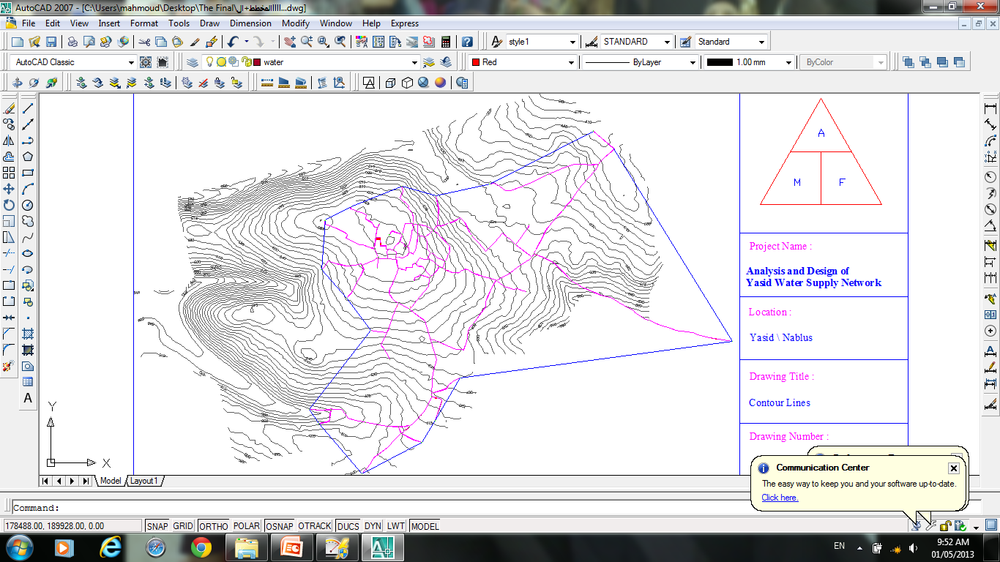 AutoCAD 2007 - [C:\Users\mahmoud\Desktop\The Final\المخطط+الاااااا...dwg]
File Edit View Insert Format Tools Draw Dimension Modify Window Help Express
style1 STANDARD Standard
AutoCAD Classic water Red ByLayer 1.00 mm ByColor
A
M F
Project Name :
Analysis and Design of
Yasid Water Supply Network
Location :
Yasid \ Nablus
Drawing Title :
Contour Lines
Drawing Number :
Y
X
Model Layout1
Communication Center
The easy way to keep you and your software up-to-date.
Click here.
Command:
178488.00, 189928.00, 0.00 SNAP GRID ORTHO POLAR OSNAP OTRACK DUCS DYN LWT MODEL
EN 9:52 AM
01/05/2013